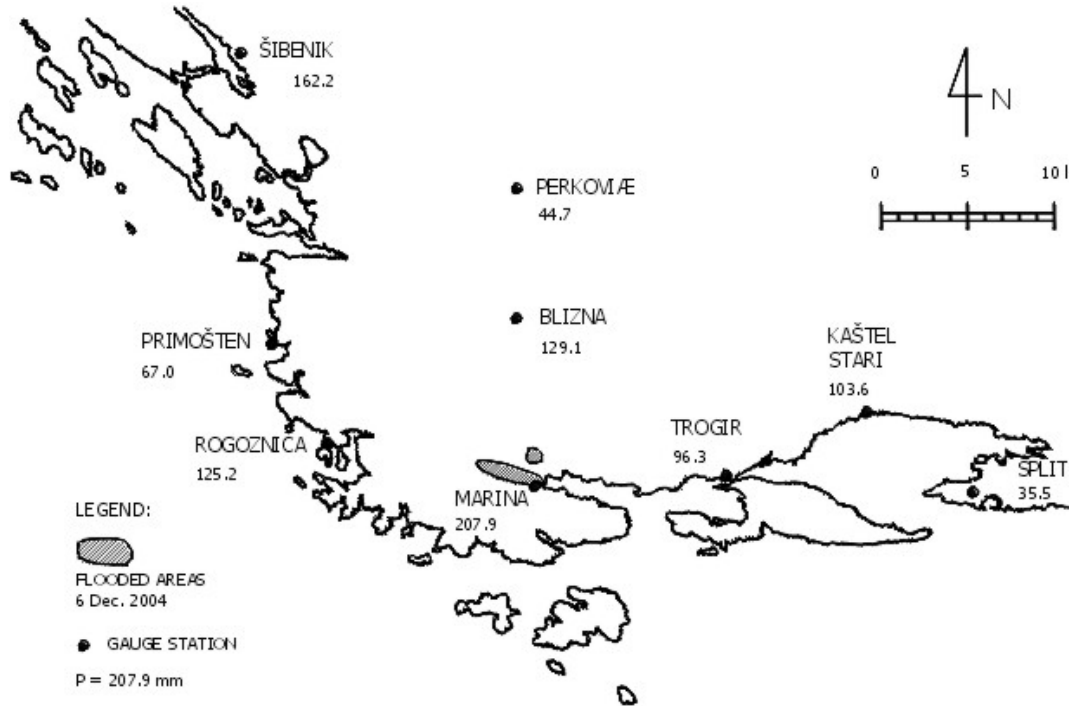 ŠIBENIK
162.2
N
0 5 10 l
PERKOVIÆ
44.7
BLIZNA
129.1
PRIMOŠTEN
67.0
KAŠTEL
STARI
103.6
ROGOZNICA
125.2
TROGIR
96.3
SPLIT
35.5
MARINA
207.9
LEGEND:
FLOODED AREAS
6 Dec. 2004
GAUGE STATION
P = 207.9 mm